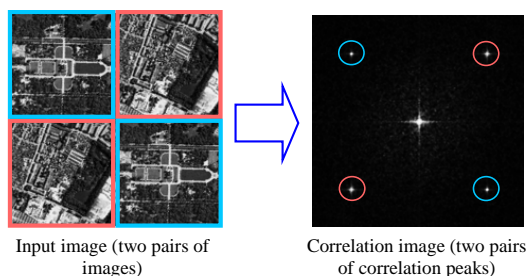 Input image (two pairs of
images)
Correlation image (two pairs
of correlation peaks)